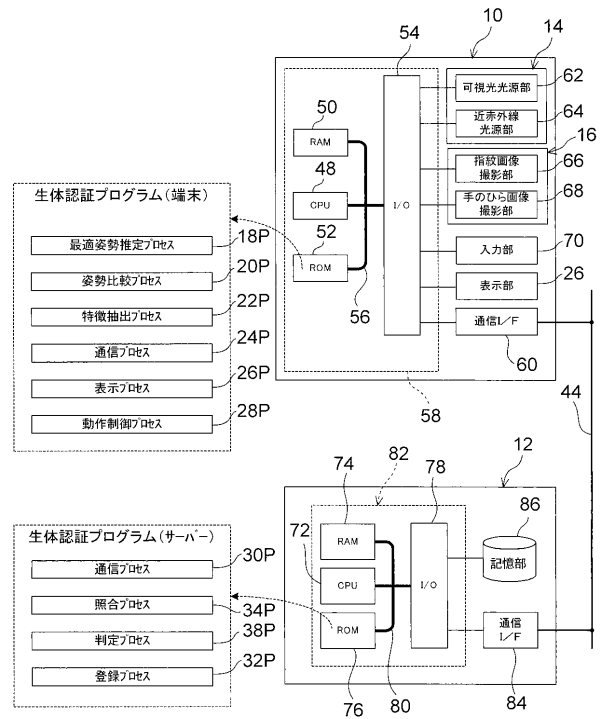 10
54
14
62
可視光光源部
64
近赤外線
光源部
16
指紋画像
撮影部
66
手のひら画像
撮影部
68
入力部
70
表示部
26
通信I/F
60
50
RAM
48
CPU
52
ROM
56
I/O
58
44
生体認証プログラム(端末)
最適姿勢推定プロセス
18P
姿勢比較プロセス
20P
特徴抽出プロセス
22P
通信プロセス
24P
表示プロセス
26P
動作制御プロセス
28P
12
82
78
74
RAM
72
CPU
ROM
76
80
I/O
86
記憶部
通信
I/F
84
生体認証プログラム(サーバー)
通信プロセス
30P
照合プロセス
34P
判定プロセス
38P
登録プロセス
32P